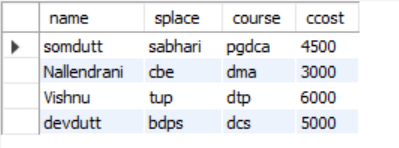 name splace course ccost
somdutt sabhari pgdca 4500
Nallendrani cbe dma 3000
Vishnu tup dtp 6000
devdutt bdps dcs 5000